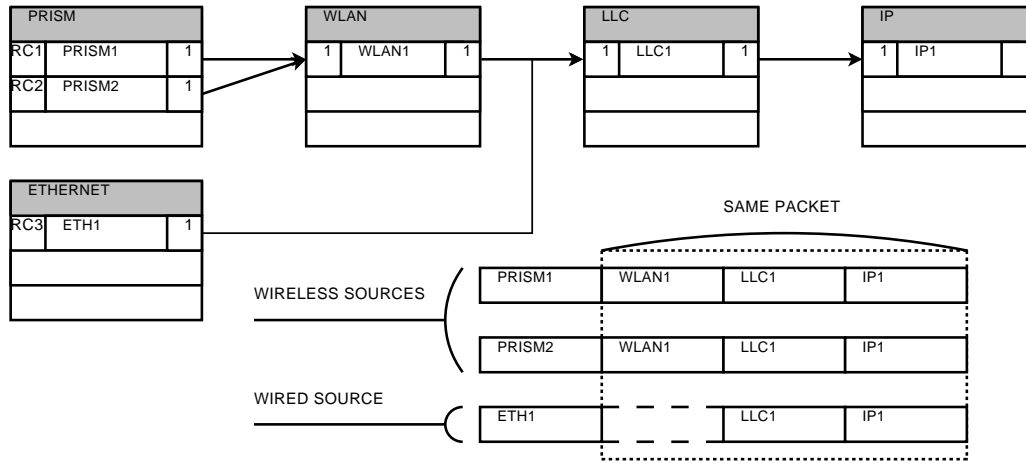 PRISM
WLAN
LLC
IP
RC1 PRISM1 1
1 WLAN1 1
1 LLC1 1
1 IP1
RC2 PRISM2 1
ETHERNET
RC3 ETH1 1
SAME PACKET
WIRELESS SOURCES
PRISM1 WLAN1 LLC1 IP1
PRISM2 WLAN1 LLC1 IP1
WIRED SOURCE
ETH1 LLC1 IP1